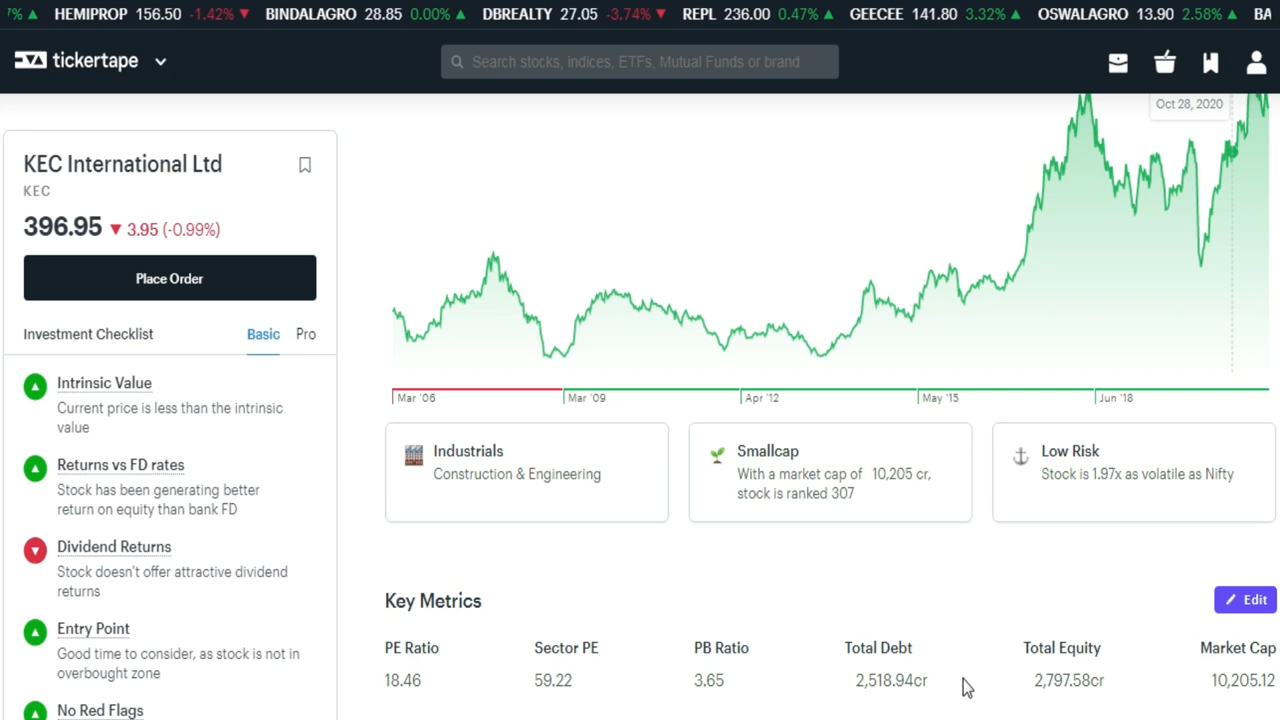 7% ▲ HEMIPROP 156.50 -1.42% ▼ BINDALAGRO 28.85 0.00% ▲ DBREALTY 27.05 -3.74% ▼ REPL 236.00 0.47% ▲ GEECEE 141.80 3.32% ▲ OSWALAGRO 13.90 2.58% ▲ BA
tickertape
Search stocks, indices, ETFs, Mutual Funds or brand
Oct 28, 2020
KEC International Ltd
KEC
396.95 ▼ 3.95 (-0.99%)
Place Order
Investment Checklist Basic Pro
Intrinsic Value
Current price is less than the intrinsic
value
Returns vs FD rates
Stock has been generating better
return on equity than bank FD
Dividend Returns
Stock doesn't offer attractive dividend
returns
Entry Point
Good time to consider, as stock is not in
overbought zone
No Red Flags
Mar '06 Mar '09 Apr '12 May '15 Jun '18
Industrials
Construction & Engineering
Smallcap
With a market cap of 10,205 cr,
stock is ranked 307
Low Risk
Stock is 1.97x as volatile as Nifty
Key Metrics
Edit
PE Ratio Sector PE PB Ratio Total Debt Total Equity Market Cap
18.46 59.22 3.65 2,518.94cr 2,797.58cr 10,205.12